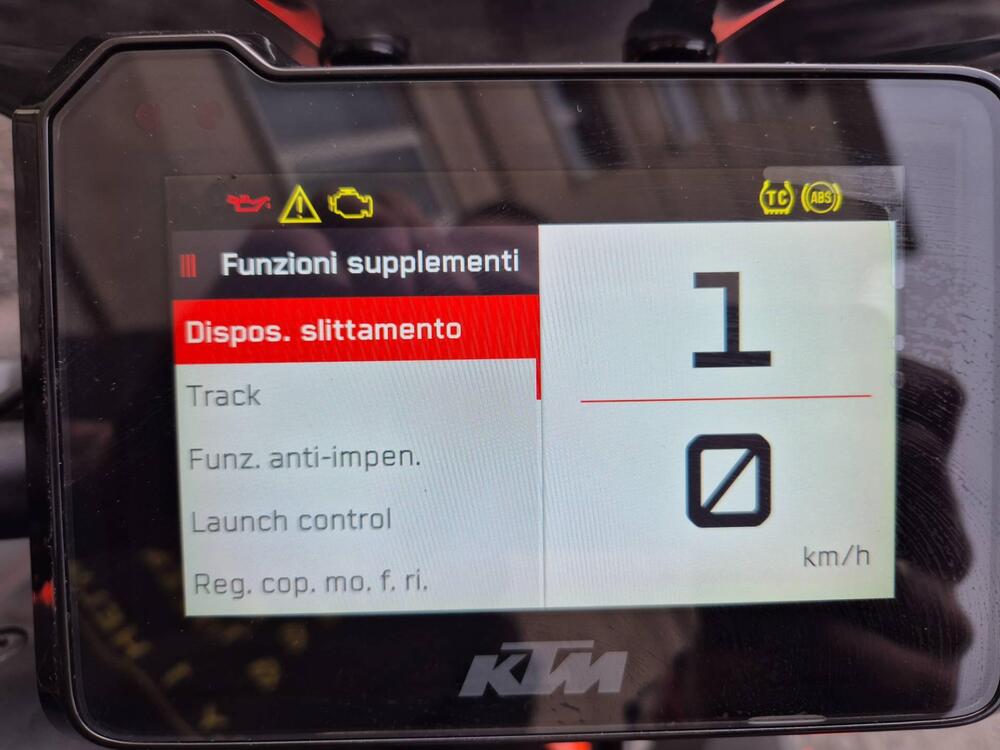 TC ABS
Funzioni supplementi
Dispos. slittamento
Track
Funz. anti-impen.
Launch control
Reg. cop. mo. f. ri.
1
0
km/h
KTM